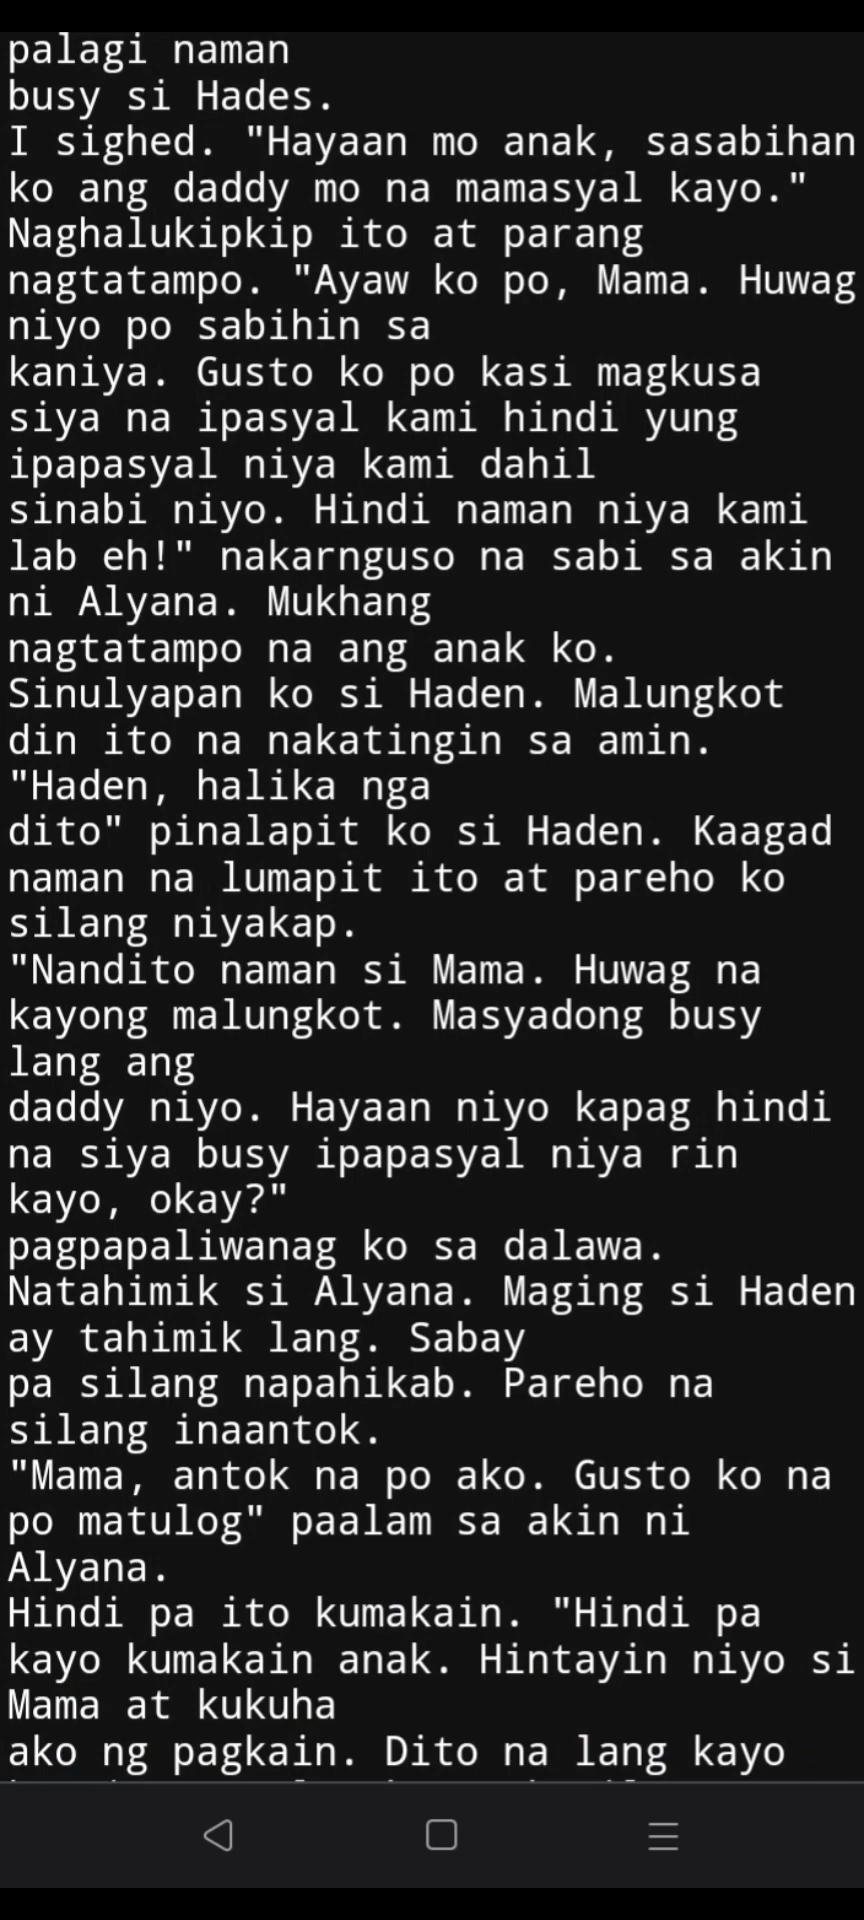 palagi naman
busy si Hades.
I sighed. "Hayaan mo anak, sasabihan
ko ang daddy mo na mamasyal kayo."
Naghalukipkip ito at parang
nagtatampo. "Ayaw ko po, Mama. Huwag
niyo po sabihin sa
kaniya. Gusto ko po kasi magkusa
siya na ipasyal kami hindi yung
ipapasyal niya kami dahil
sinabi niyo. Hindi naman niya kami
lab eh!" nakarnguso na sabi sa akin
ni Alyana. Mukhang
nagtatampo na ang anak ko.
Sinulyapan ko si Haden. Malungkot
din ito na nakatingin sa amin.
"Haden, halika nga
dito" pinalapit ko si Haden. Kaagad
naman na lumapit ito at pareho ko
silang niyakap.
"Nandito naman si Mama. Huwag na
kayong malungkot. Masyadong busy
lang ang
daddy niyo. Hayaan niyo kapag hindi
na siya busy ipapasyal niya rin
kayo, okay?"
pagpapaliwanag ko sa dalawa.
Natahimik si Alyana. Maging si Haden
ay tahimik lang. Sabay
pa silang napahikab. Pareho na
silang inaantok.
"Mama, antok na po ako. Gusto ko na
po matulog" paalam sa akin ni
Alyana.
Hindi pa ito kumakain. "Hindi pa
kayo kumakain anak. Hintayin niyo si
Mama at kukuha
ako ng pagkain. Dito na lang kayo